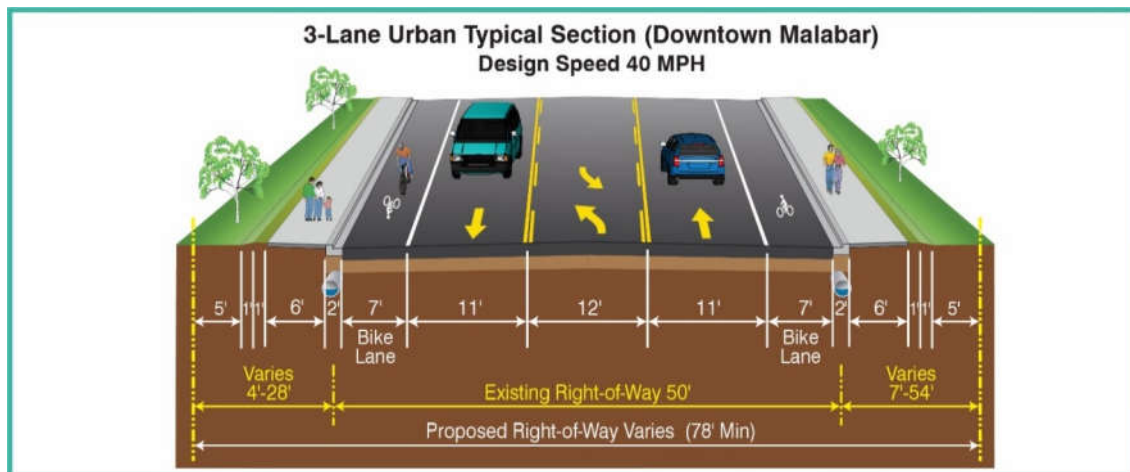 3-Lane Urban Typical Section (Downtown Malabar)
Design Speed 40 MPH
5' 1' 1' 6' 2' 7' 11' 12' 11' 7' 2' 6' 1' 1' 5'
Bike Lane
Bike Lane
Varies 4'-28'
Existing Right-of-Way 50'
Varies 7'-54'
Proposed Right-of-Way Varies (78' Min)